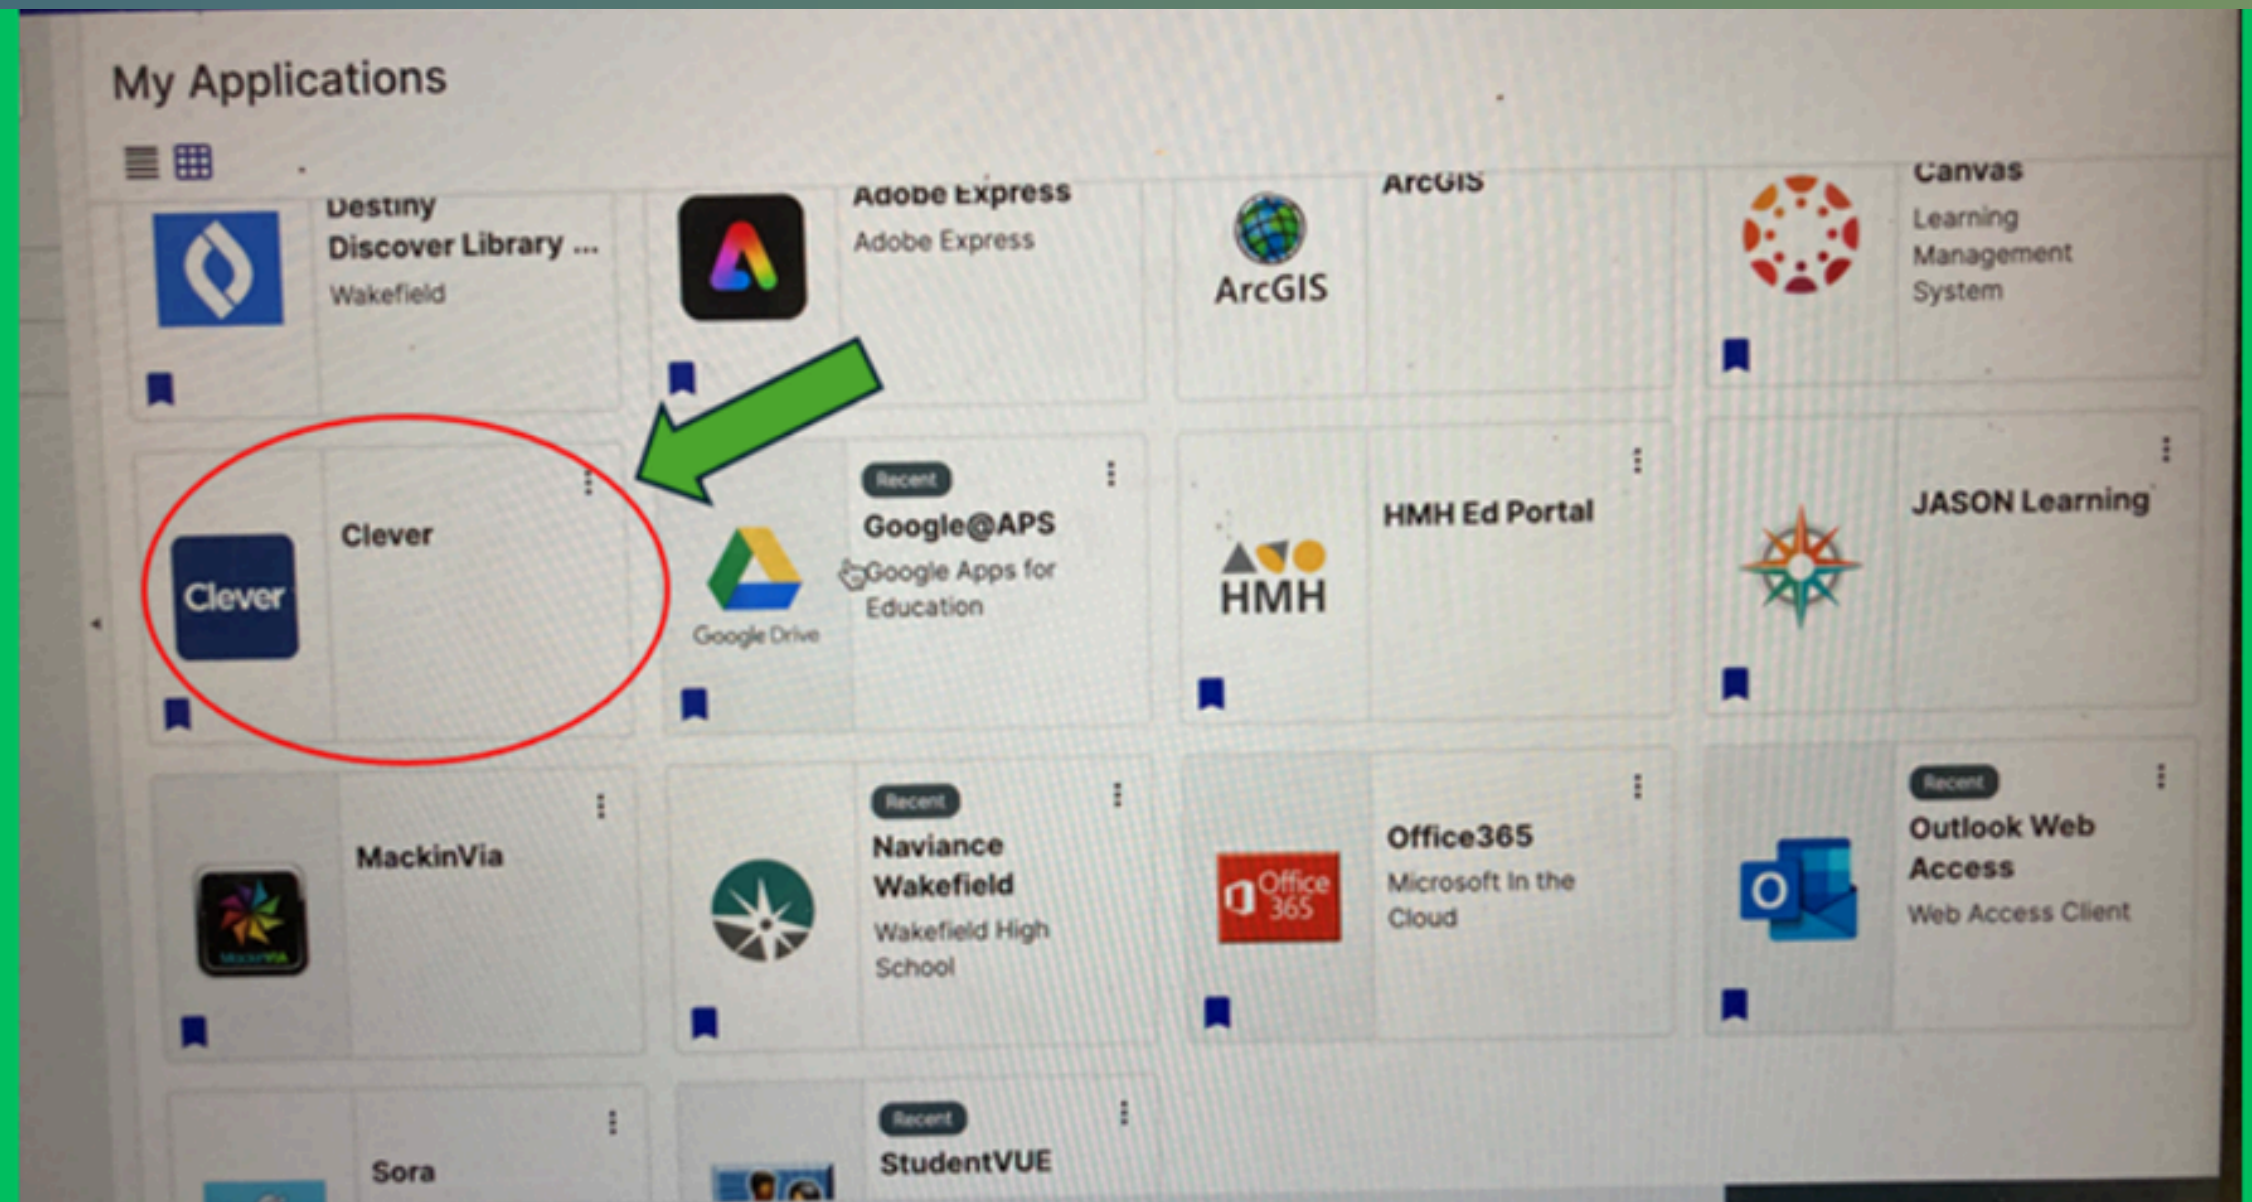 My Applications
Destiny
Discover Library ...
Wakefield
Adobe Express
Adobe Express
ArcGIS
ArcGIS
Canvas
Learning
Management
System
Clever
Clever
Recent
Google@APS
Google Apps for
Education
Google Drive
HMH Ed Portal
HMH
JASON Learning
MackinVia
MackinVIA
Recent
Naviance
Wakefield
Wakefield High
School
Office365
Microsoft In the
Cloud
Office
365
Recent
Outlook Web
Access
Web Access Client
O
Sora
Recent
StudentVUE